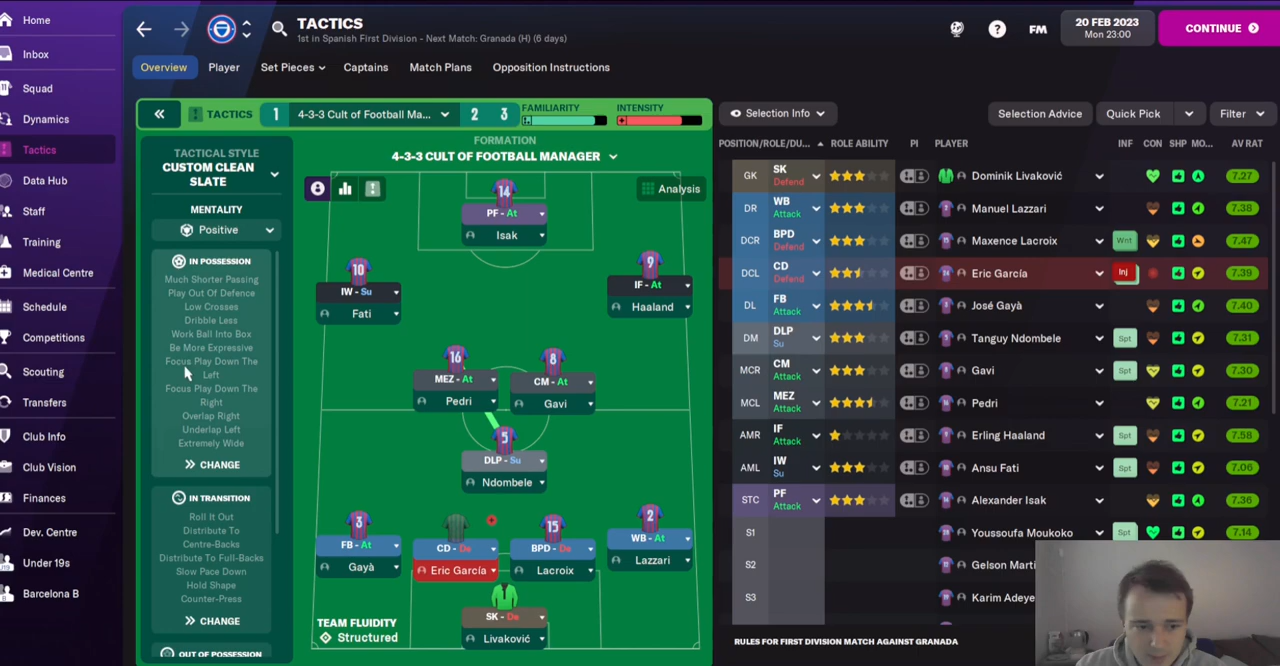 Home
Inbox
Squad
Dynamics
Tactics
Data Hub
Staff
Training
Medical Centre
Schedule
Competitions
Scouting
Transfers
Club Info
Club Vision
Finances
Dev. Centre
Under 19s
Barcelona B
TACTICS
1st in Spanish First Division - Next Match: Granada (H) (6 days)
FM
20 FEB 2023
Mon 23:00
CONTINUE
Overview
Player
Set Pieces
Captains
Match Plans
Opposition Instructions
TACTICS
1
4-3-3 Cult of Football Ma...
2
3
FAMILIARITY
INTENSITY
TACTICAL STYLE
CUSTOM CLEAN
SLATE
MENTALITY
Positive
IN POSSESSION
Much Shorter Passing
Play Out Of Defence
Low Crosses
Dribble Less
Work Ball Into Box
Be More Expressive
Focus Play Down The
Left
Focus Play Down The
Right
Overlap Right
Underlap Left
Extremely Wide
CHANGE
IN TRANSITION
Roll It Out
Distribute To
Centre-Backs
Distribute To Full-Backs
Slow Pace Down
Hold Shape
Counter-Press
CHANGE
OUT OF POSSESSION
FORMATION
4-3-3 CULT OF FOOTBALL MANAGER
Analysis
14
PF - At
Isak
10
IW - Su
Fati
9
IF - At
Haaland
16
MEZ - At
Pedri
8
CM - At
Gavi
5
DLP - Su
Ndombele
3
FB - At
Gayà
CD - De
Eric García
15
BPD - De
Lacroix
2
WB - At
Lazzari
SK - De
Livaković
TEAM FLUIDITY
Structured
Selection Info
Selection Advice
Quick Pick
Filter
POSITION/ROLE/DU...
ROLE ABILITY
PI
PLAYER
INF
CON
SHP
MO...
AV RAT
GK SK Defend Dominik Livaković 7.27
DR WB Attack Manuel Lazzari 7.38
DCR BPD Defend Maxence Lacroix Wnt 7.47
DCL CD Defend Eric García Inj 7.39
DL FB Attack José Gayà 7.40
DM DLP Su Tanguy Ndombele Spt 7.31
MCR CM Attack Gavi Spt 7.30
MCL MEZ Attack Pedri 7.21
AMR IF Attack Erling Haaland Spt 7.58
AML IW Su Ansu Fati Spt 7.06
STC PF Attack Alexander Isak 7.36
S1 Youssoufa Moukoko Spt 7.14
S2 Gelson Marti
S3 Karim Adeye
RULES FOR FIRST DIVISION MATCH AGAINST GRANADA